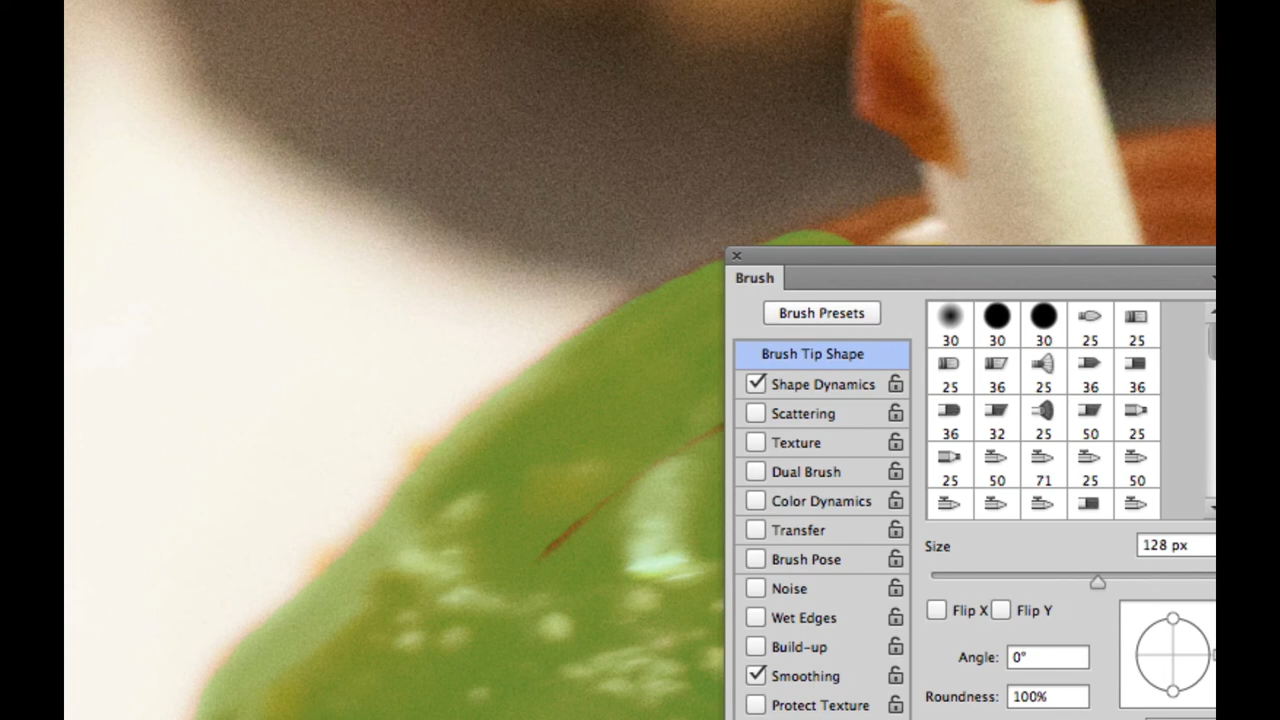 Brush
Brush Presets
Brush Tip Shape
Shape Dynamics
Scattering
Texture
Dual Brush
Color Dynamics
Transfer
Brush Pose
Noise
Wet Edges
Build-up
Smoothing
Protect Texture
30 30 30 25 25
25 36 25 36 36
36 32 25 50 25
25 50 71 25 50
Size 128 px
Flip X Flip Y
Angle: 0°
Roundness: 100%